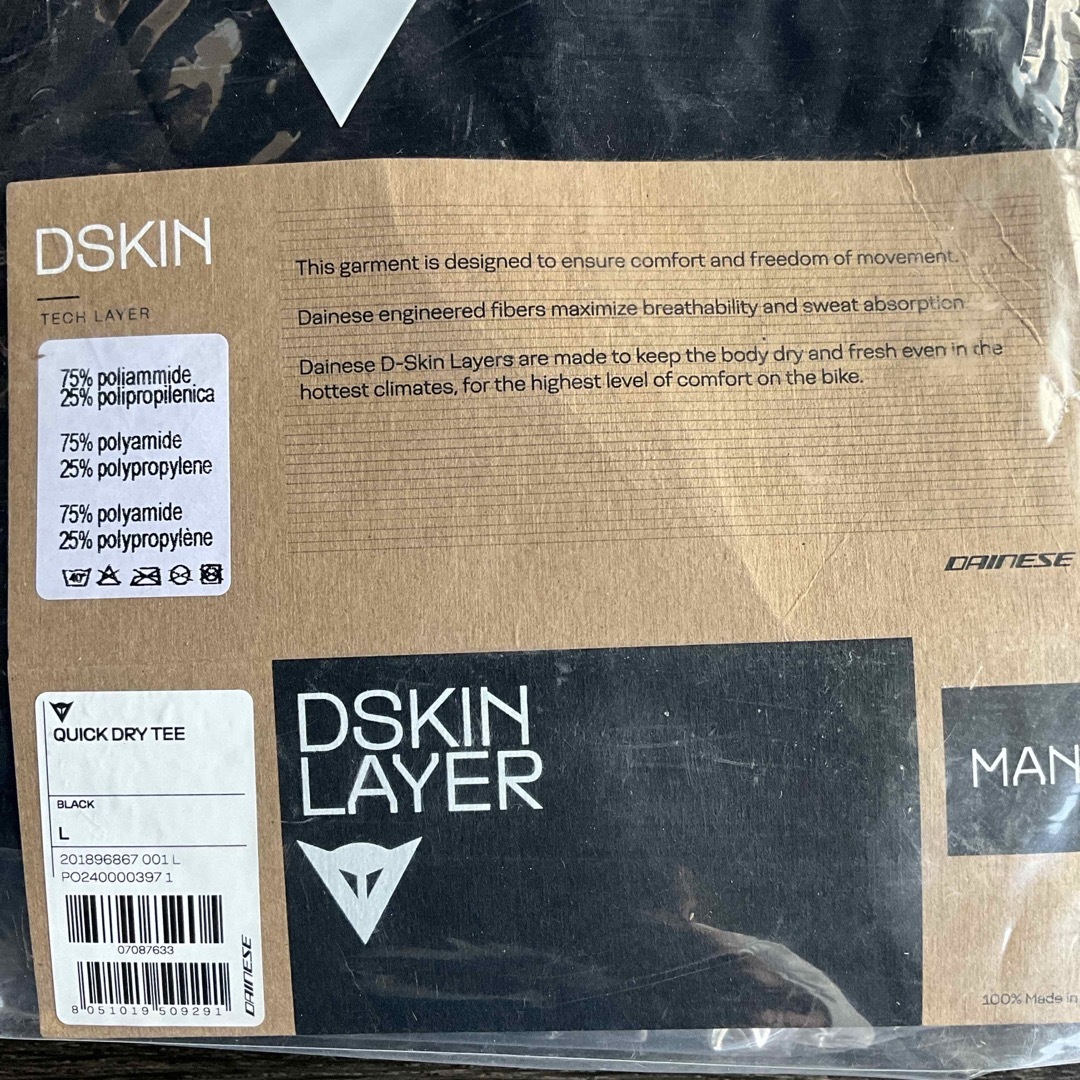 DSKIN
TECH LAYER
This garment is designed to ensure comfort and freedom of movement.
Dainese engineered fibers maximize breathability and sweat absorption
Dainese D-Skin Layers are made to keep the body dry and fresh even in the
hottest climates, for the highest level of comfort on the bike.
75% poliammide
25% polipropilenica
75% polyamide
25% polypropylene
75% polyamide
25% polypropylène
40°
DAINESE
QUICK DRY TEE
BLACK
L
201896867 001 L
PO240000397 1
07087633
8 051019 509291
DAINESE
DSKIN
LAYER
MAN
100% Made in